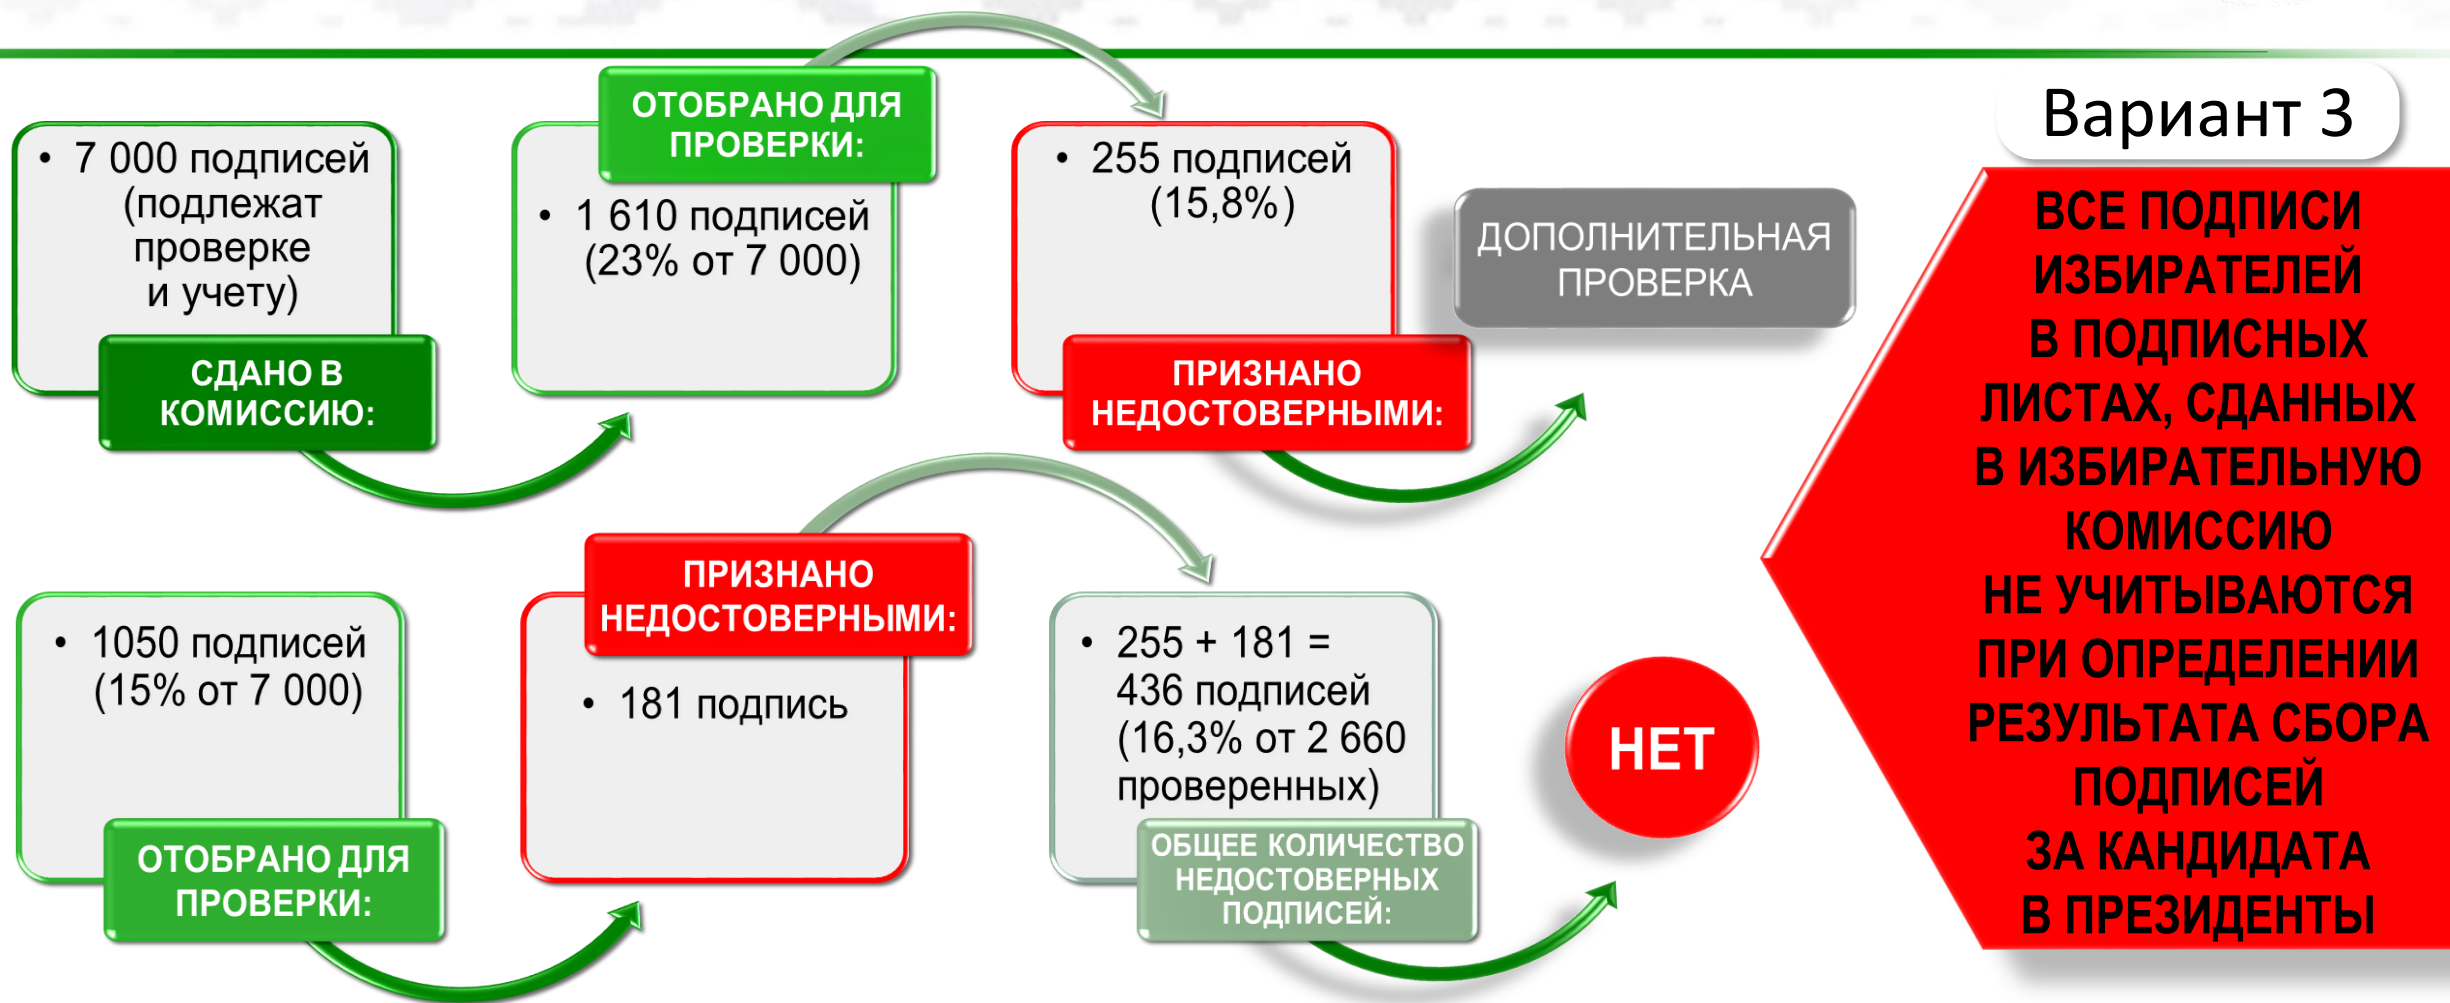 Вариант 3
• 7 000 подписей
(подлежат
проверке
и учету)
СДАНО В
КОМИССИЮ:
ОТОБРАНО ДЛЯ
ПРОВЕРКИ:
• 1 610 подписей
(23% от 7 000)
• 255 подписей
(15,8%)
ПРИЗНАНО
НЕДОСТОВЕРНЫМИ:
ДОПОЛНИТЕЛЬНАЯ
ПРОВЕРКА
• 1050 подписей
(15% от 7 000)
ОТОБРАНО ДЛЯ
ПРОВЕРКИ:
ПРИЗНАНО
НЕДОСТОВЕРНЫМИ:
• 181 подпись
• 255 + 181 =
436 подписей
(16,3% от 2 660
проверенных)
ОБЩЕЕ КОЛИЧЕСТВО
НЕДОСТОВЕРНЫХ
ПОДПИСЕЙ:
НЕТ
ВСЕ ПОДПИСИ
ИЗБИРАТЕЛЕЙ
В ПОДПИСНЫХ
ЛИСТАХ, СДАННЫХ
В ИЗБИРАТЕЛЬНУЮ
КОМИССИЮ
НЕ УЧИТЫВАЮТСЯ
ПРИ ОПРЕДЕЛЕНИИ
РЕЗУЛЬТАТА СБОРА
ПОДПИСЕЙ
ЗА КАНДИДАТА
В ПРЕЗИДЕНТЫ